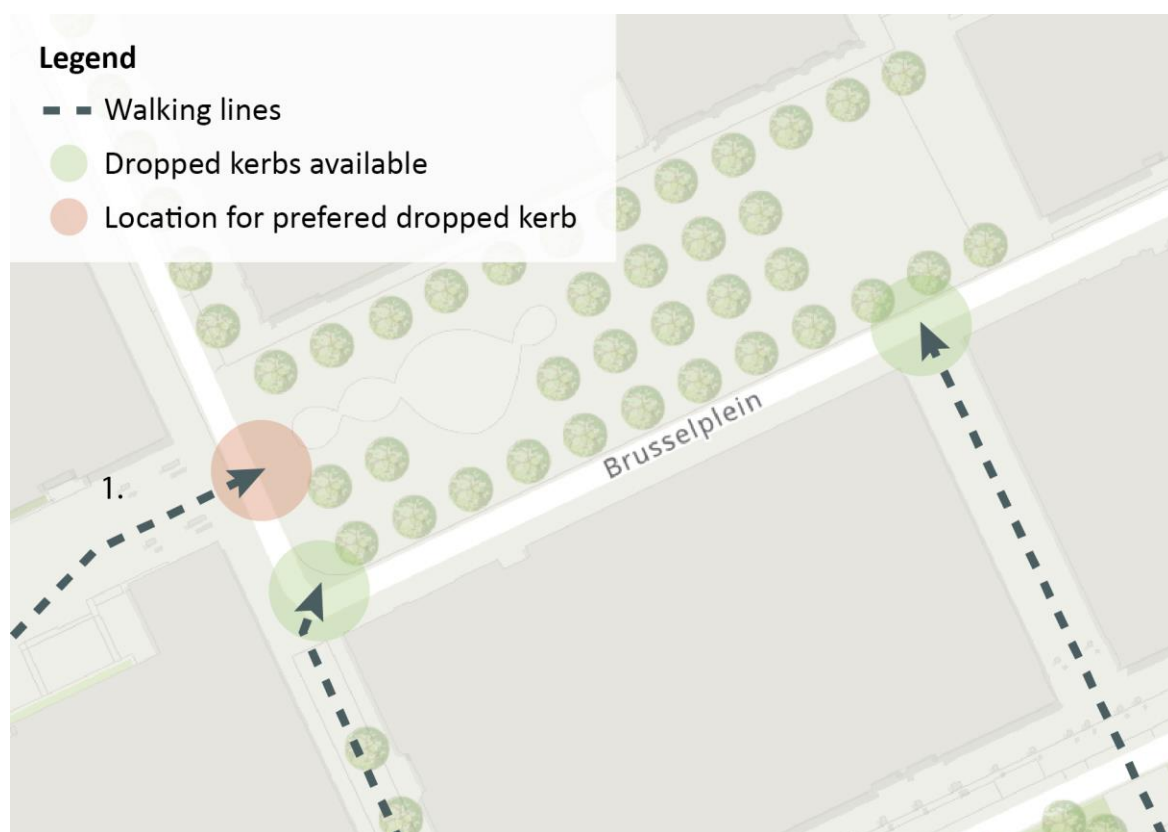 Legend
Walking lines
Dropped kerbs available
Location for prefered dropped kerb
1.
Brusselplein